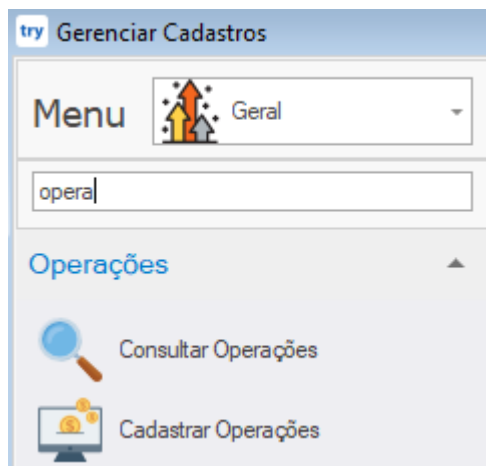 try Gerenciar Cadastros
Menu Geral
opera
Operações
Consultar Operações
Cadastrar Operações